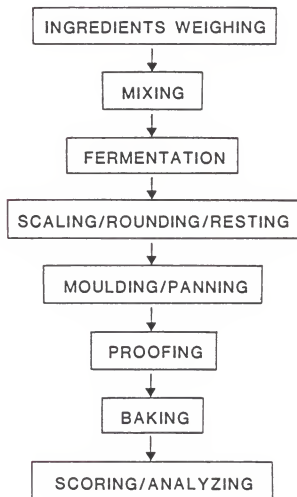 INGREDIENTS WEIGHING
MIXING
FERMENTATION
SCALING/ROUNDING/RESTING
MOULDING/PANNING
PROOFING
BAKING
SCORING/ANALYZING